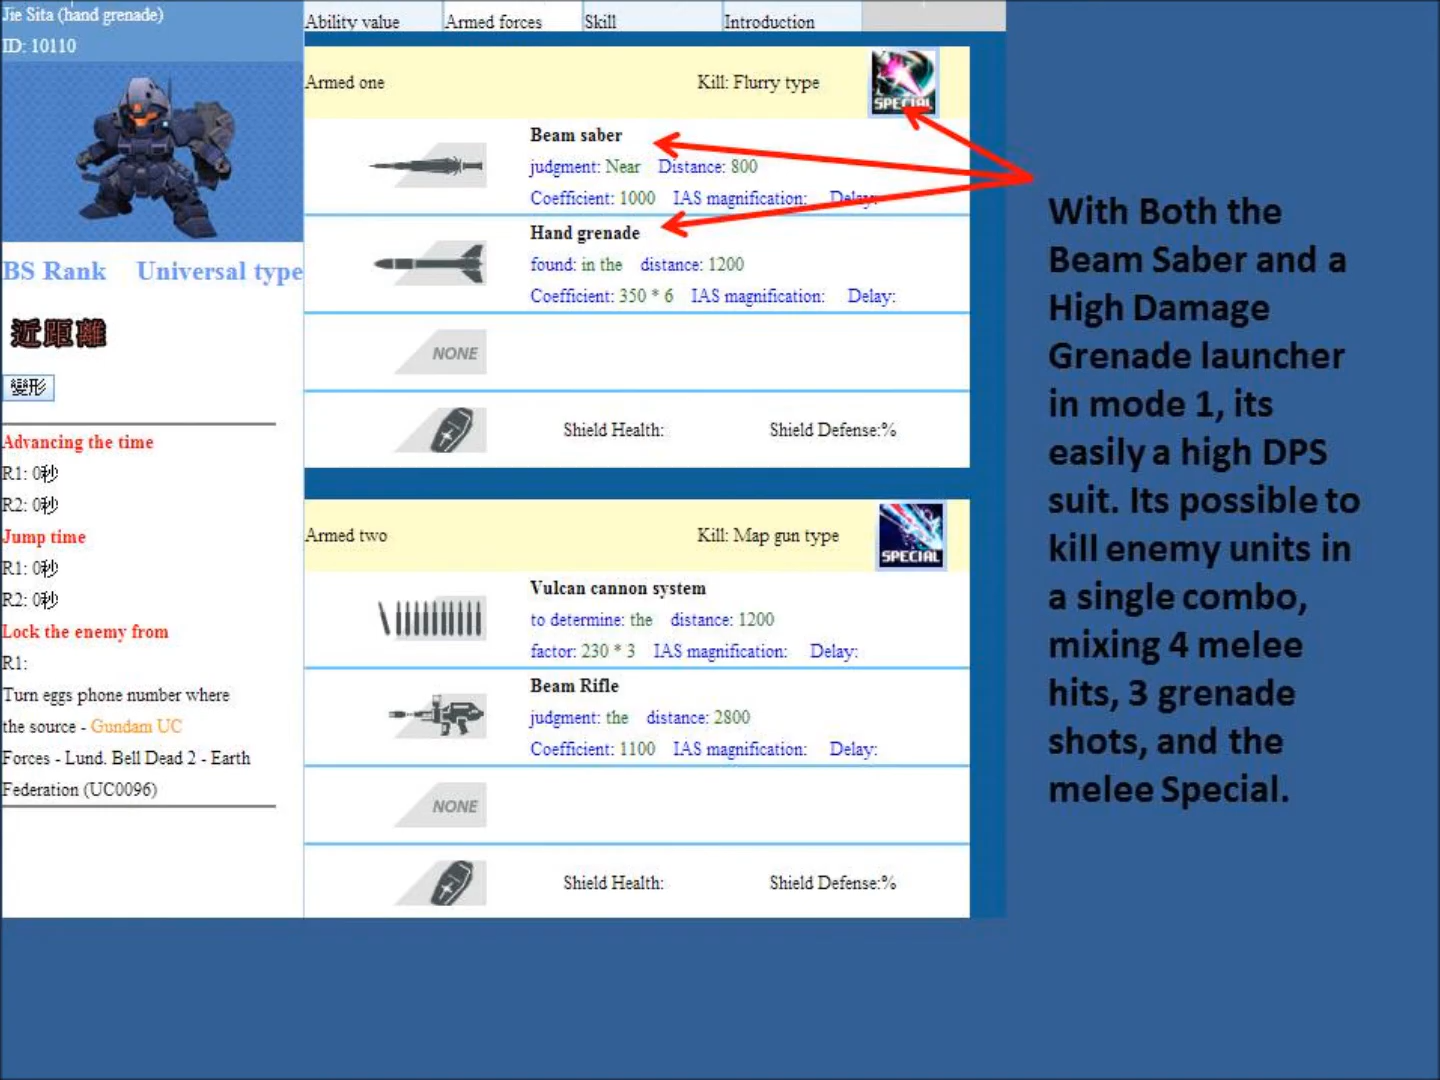 Jie Sita (hand grenade)
ID: 10110
BS Rank Universal type
近距離
變形
Advancing the time
R1: 0秒
R2: 0秒
Jump time
R1: 0秒
R2: 0秒
Lock the enemy from
R1:
Turn eggs phone number where
the source - Gundam UC
Forces - Lund. Bell Dead 2 - Earth
Federation (UC0096)
Ability value Armed forces Skill Introduction
Armed one Kill: Flurry type SPECIAL
Beam saber
judgment: Near Distance: 800
Coefficient: 1000 IAS magnification: Delay:
Hand grenade
found: in the distance: 1200
Coefficient: 350 * 6 IAS magnification: Delay:
NONE
Shield Health: Shield Defense:%
Armed two Kill: Map gun type SPECIAL
Vulcan cannon system
to determine: the distance: 1200
factor: 230 * 3 IAS magnification: Delay:
Beam Rifle
judgment: the distance: 2800
Coefficient: 1100 IAS magnification: Delay:
NONE
Shield Health: Shield Defense:%
With Both the
Beam Saber and a
High Damage
Grenade launcher
in mode 1, its
easily a high DPS
suit. Its possible to
kill enemy units in
a single combo,
mixing 4 melee
hits, 3 grenade
shots, and the
melee Special.